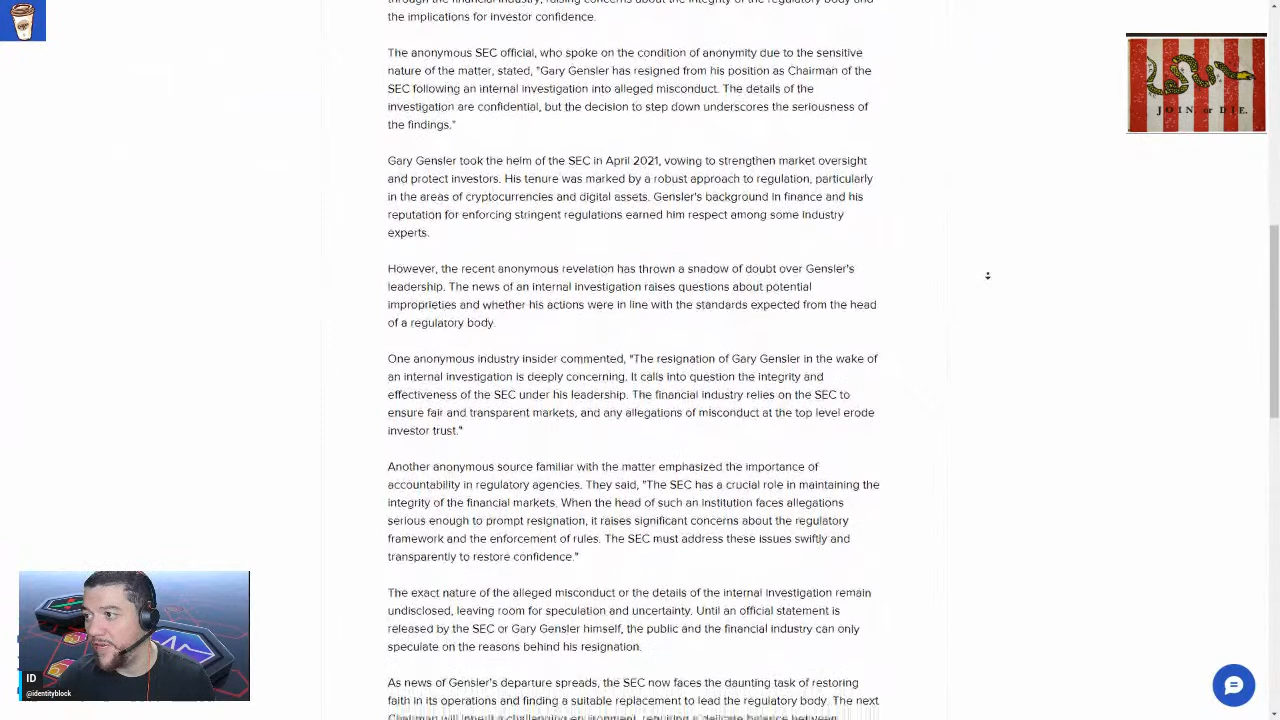 through the financial industry, raising concerns about the integrity of the regulatory body and
the implications for investor confidence.
The anonymous SEC official, who spoke on the condition of anonymity due to the sensitive
nature of the matter, stated, "Gary Gensler has resigned from his position as Chairman of the
SEC following an internal investigation into alleged misconduct. The details of the
investigation are confidential, but the decision to step down underscores the seriousness of
the findings."
Gary Gensler took the helm of the SEC in April 2021, vowing to strengthen market oversight
and protect investors. His tenure was marked by a robust approach to regulation, particularly
in the areas of cryptocurrencies and digital assets. Gensler's background in finance and his
reputation for enforcing stringent regulations earned him respect among some industry
experts.
However, the recent anonymous revelation has thrown a shadow of doubt over Gensler's
leadership. The news of an internal investigation raises questions about potential
improprieties and whether his actions were in line with the standards expected from the head
of a regulatory body.
One anonymous industry insider commented, "The resignation of Gary Gensler in the wake of
an internal investigation is deeply concerning. It calls into question the integrity and
effectiveness of the SEC under his leadership. The financial industry relies on the SEC to
ensure fair and transparent markets, and any allegations of misconduct at the top level erode
investor trust."
Another anonymous source familiar with the matter emphasized the importance of
accountability in regulatory agencies. They said, "The SEC has a crucial role in maintaining the
integrity of the financial markets. When the head of such an institution faces allegations
serious enough to prompt resignation, it raises significant concerns about the regulatory
framework and the enforcement of rules. The SEC must address these issues swiftly and
transparently to restore confidence."
The exact nature of the alleged misconduct or the details of the internal investigation remain
undisclosed, leaving room for speculation and uncertainty. Until an official statement is
released by the SEC or Gary Gensler himself, the public and the financial industry can only
speculate on the reasons behind his resignation.
As news of Gensler's departure spreads, the SEC now faces the daunting task of restoring
faith in its operations and finding a suitable replacement to lead the regulatory body. The next
Chairman will inherit a challenging environment, requiring a delicate balance between
JOIN or DIE.
ID
@identityblock